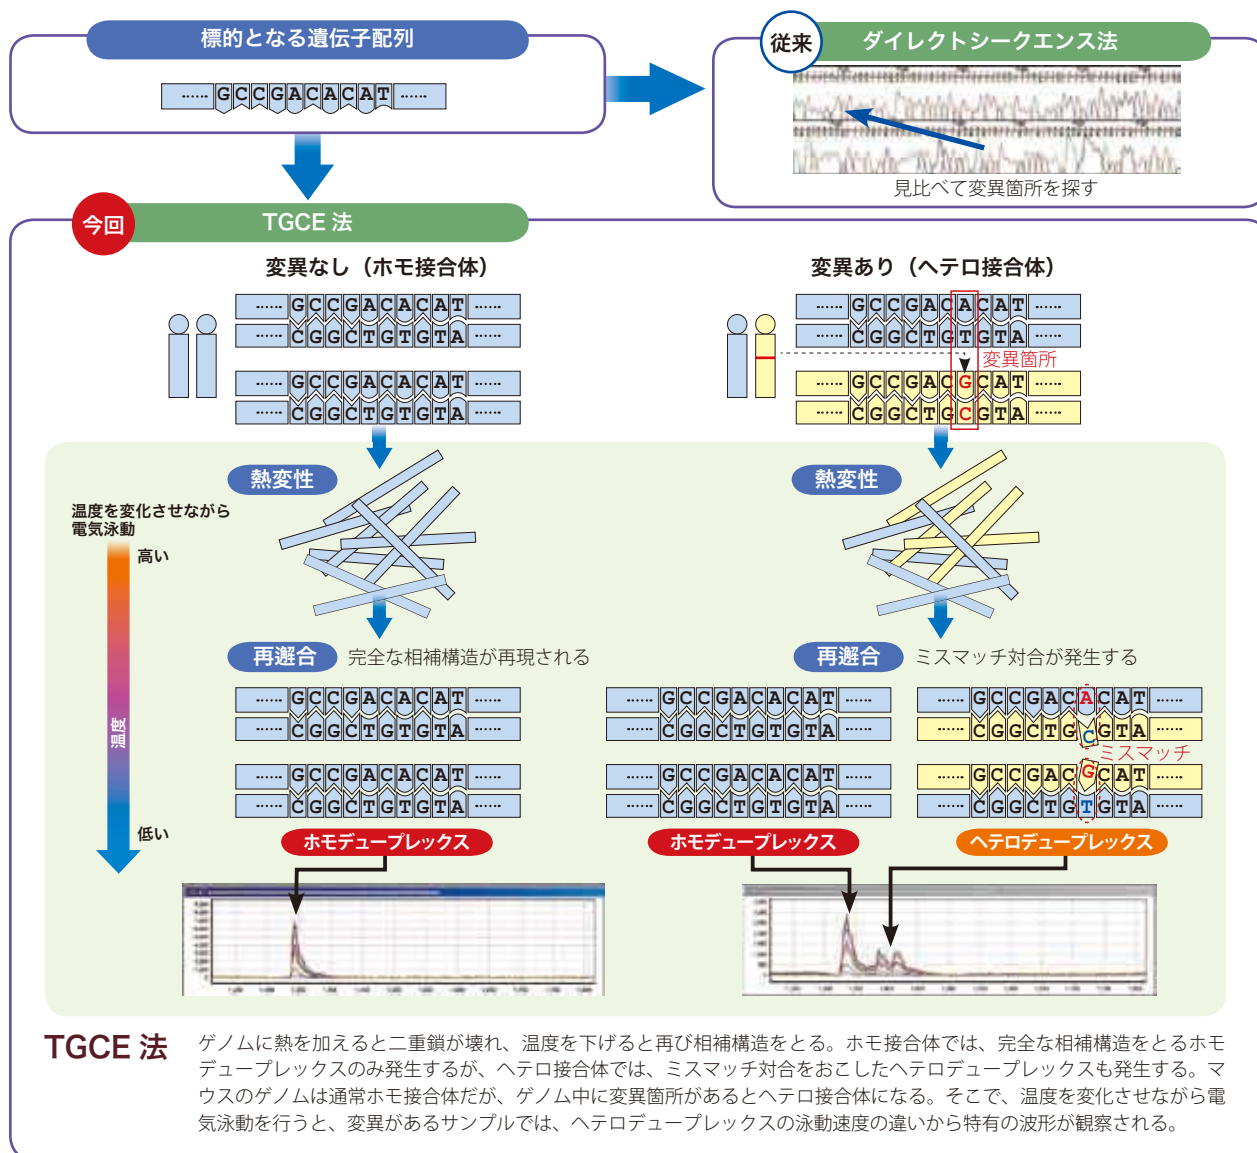 標的となる遺伝子配列
……GCCGACACAT……
従来
ダイレクトシークエンス法
見比べて変異箇所を探す
今回
TGCE 法
変異なし（ホモ接合体）
……GCCGACACAT……
……CGGCTGTGTA……
……GCCGACACAT……
……CGGCTGTGTA……
変異あり（ヘテロ接合体）
……GCCGACACAT……
……CGGCTGTGTA……
変異箇所
……GCCGACGCAT……
……CGGCTGCGTA……
熱変性
熱変性
温度を変化させながら
電気泳動
高い
温度
低い
再邂合
完全な相補構造が再現される
……GCCGACACAT……
……CGGCTGTGTA……
……GCCGACACAT……
……CGGCTGTGTA……
ホモデュープレックス
再邂合
ミスマッチ対合が発生する
……GCCGACACAT……
……CGGCTGTGTA……
……GCCGACACAT……
……CGGCTGTGTA……
ホモデュープレックス
……GCCGACACAT……
……CGGCTGCGTA……
ミスマッチ
……GCCGACGCAT……
……CGGCTGTGTA……
ヘテロデュープレックス
TGCE 法
ゲノムに熱を加えると二重鎖が壊れ、温度を下げると再び相補構造をとる。ホモ接合体では、完全な相補構造をとるホモ
デュープレックスのみ発生するが、ヘテロ接合体では、ミスマッチ対合をおこしたヘテロデュープレックスも発生する。マ
ウスのゲノムは通常ホモ接合体だが、ゲノム中に変異箇所があるとヘテロ接合体になる。そこで、温度を変化させながら電
気泳動を行うと、変異があるサンプルでは、ヘテロデュープレックスの泳動速度の違いから特有の波形が観察される。